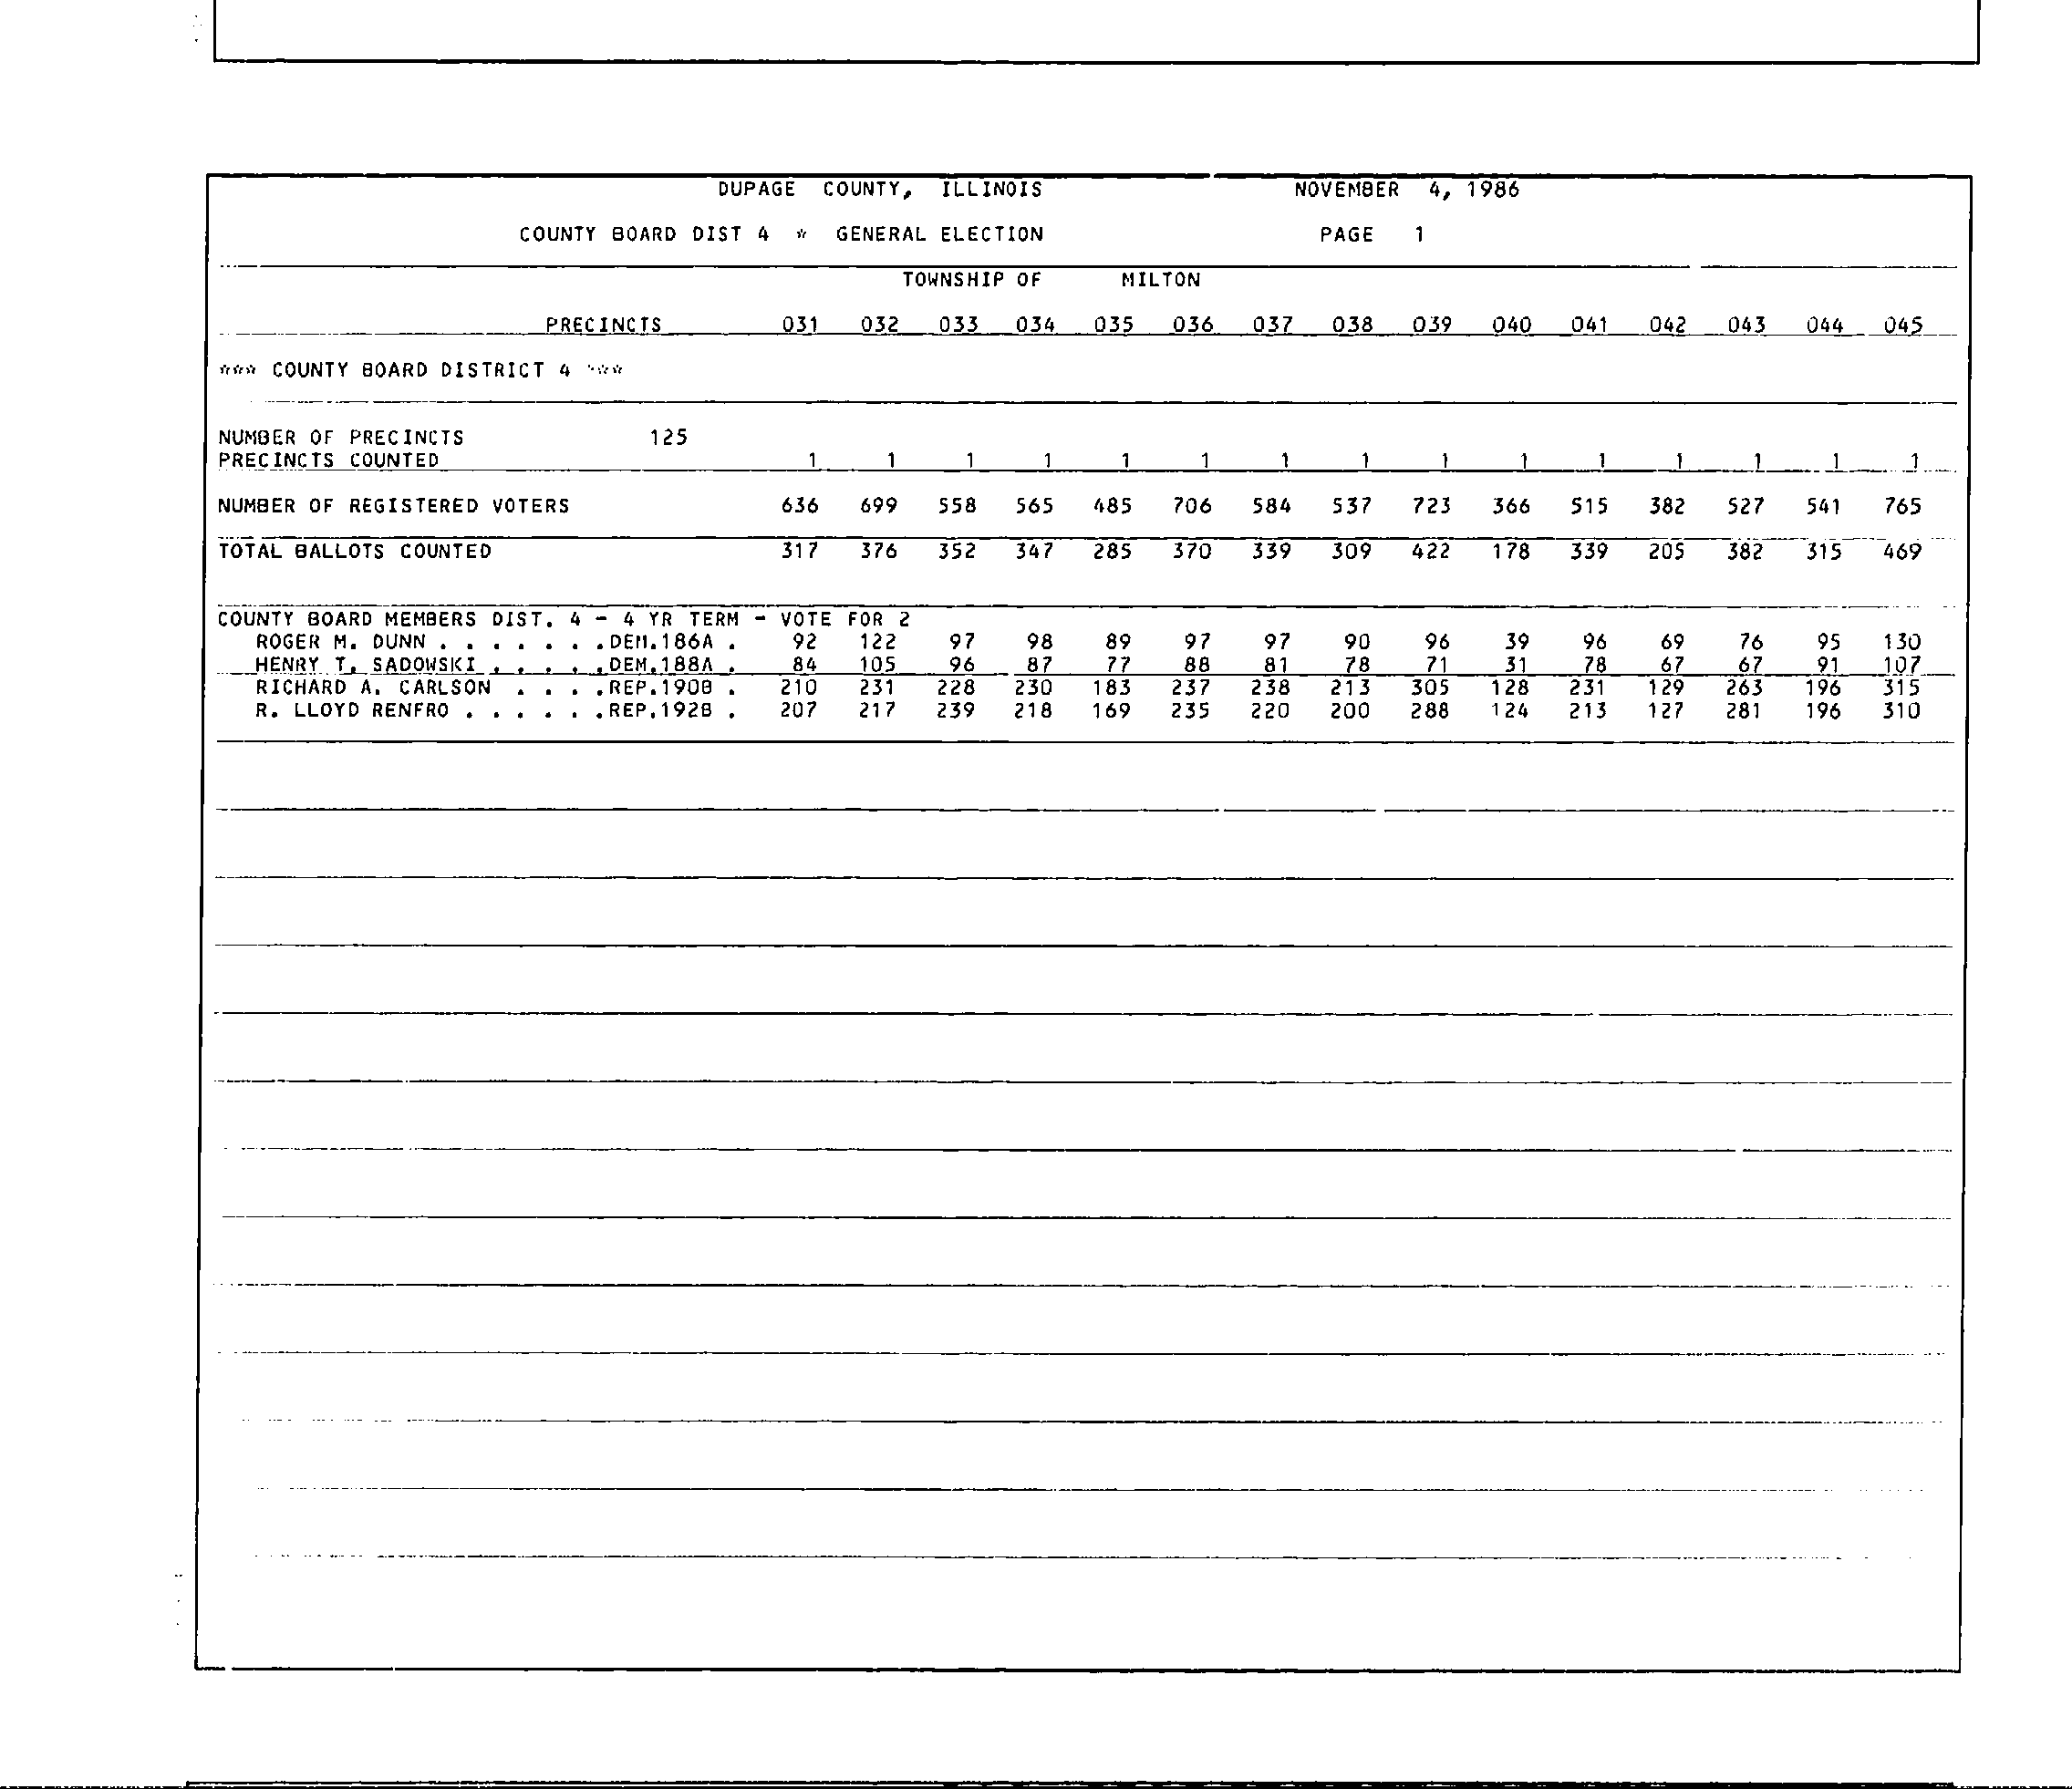 DUPAGE COUNTY, ILLINOIS NOVEMBER 4, 1986
COUNTY BOARD DIST 4 * GENERAL ELECTION PAGE 1
TOWNSHIP OF MILTON
PRECINCTS 031 032 033 034 035 036 037 038 039 040 041 042 043 044 045
*** COUNTY BOARD DISTRICT 4 ***
NUMBER OF PRECINCTS 125
PRECINCTS COUNTED 1 1 1 1 1 1 1 1 1 1 1 1 1 1 1
NUMBER OF REGISTERED VOTERS 636 699 558 565 485 706 584 537 723 366 515 382 527 541 765
TOTAL BALLOTS COUNTED 317 376 352 347 285 370 339 309 422 178 339 205 382 315 469
COUNTY BOARD MEMBERS DIST. 4 - 4 YR TERM - VOTE FOR 2
ROGER M. DUNN . . . . . . .DEM.186A . 92 122 97 98 89 97 97 90 96 39 96 69 76 95 130
HENRY T. SADOWSKI . . . . .DEM.188A . 84 105 96 87 77 88 81 78 71 31 78 67 67 91 107
RICHARD A. CARLSON . . . .REP.190B . 210 231 228 230 183 237 238 213 305 128 231 129 263 196 315
R. LLOYD RENFRO . . . . . .REP.192B . 207 217 239 218 169 235 220 200 288 124 213 127 281 196 310